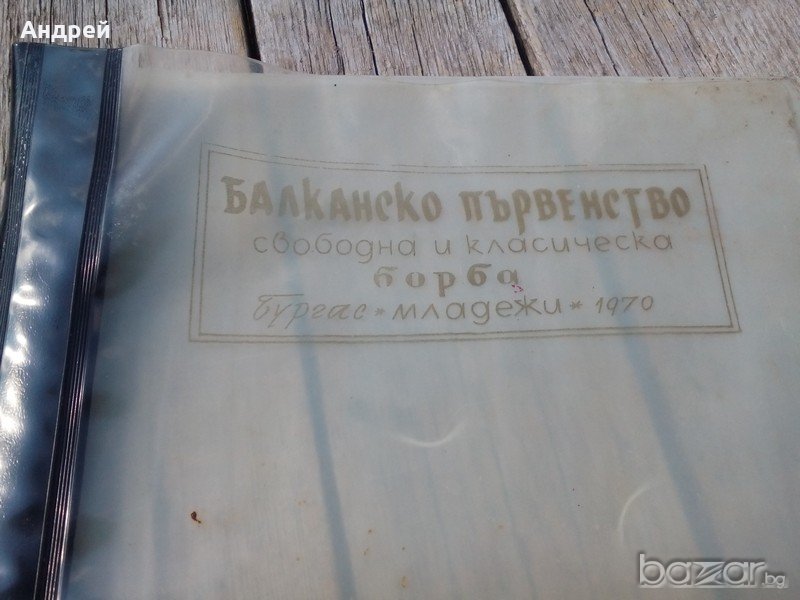 Андрей
БАЛКАНСКО ПЪРВЕНСТВО
свободна и класическа
борба
Бургас * младежи * 1970
bazar.bg